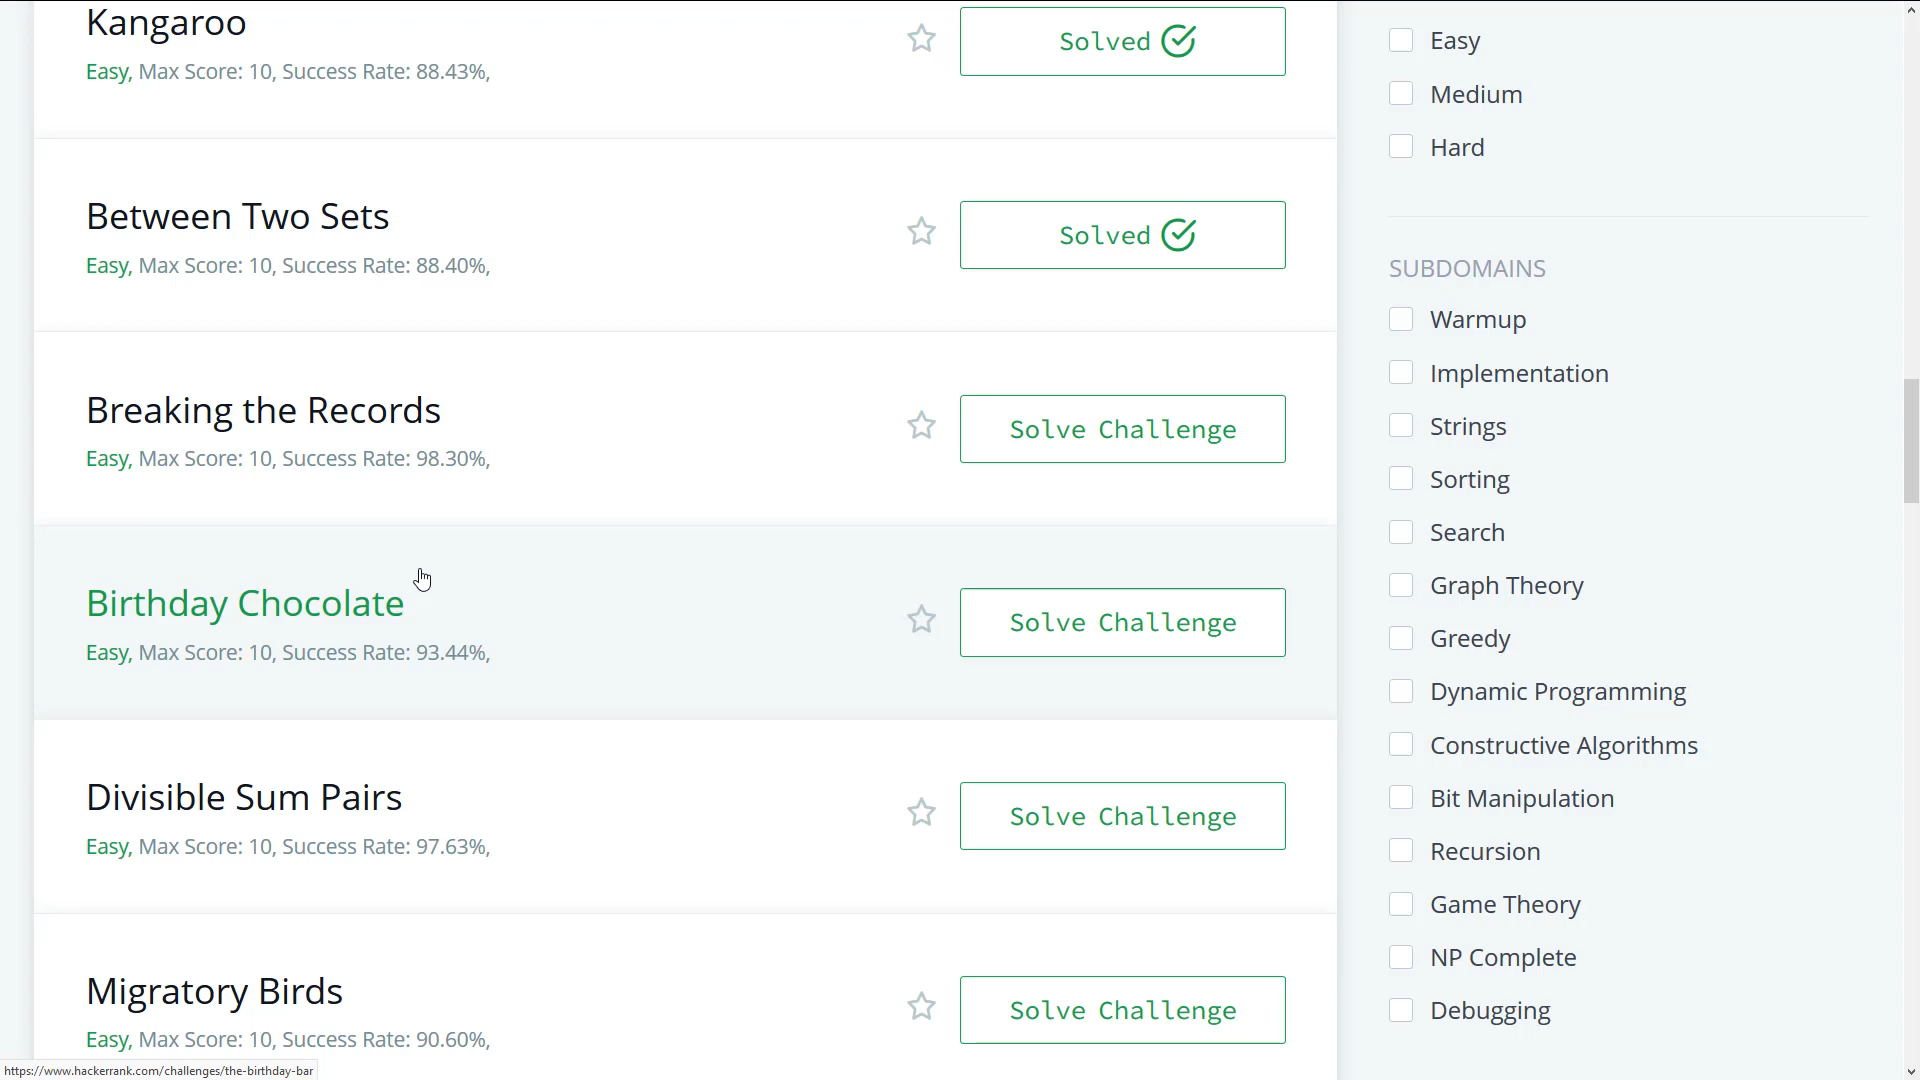 Kangaroo
Easy, Max Score: 10, Success Rate: 88.43%,
Solved
Between Two Sets
Easy, Max Score: 10, Success Rate: 88.40%,
Solved
Breaking the Records
Easy, Max Score: 10, Success Rate: 98.30%,
Solve Challenge
Birthday Chocolate
Easy, Max Score: 10, Success Rate: 93.44%,
Solve Challenge
Divisible Sum Pairs
Easy, Max Score: 10, Success Rate: 97.63%,
Solve Challenge
Migratory Birds
Easy, Max Score: 10, Success Rate: 90.60%,
Solve Challenge
https://www.hackerrank.com/challenges/the-birthday-bar
Easy
Medium
Hard
SUBDOMAINS
Warmup
Implementation
Strings
Sorting
Search
Graph Theory
Greedy
Dynamic Programming
Constructive Algorithms
Bit Manipulation
Recursion
Game Theory
NP Complete
Debugging